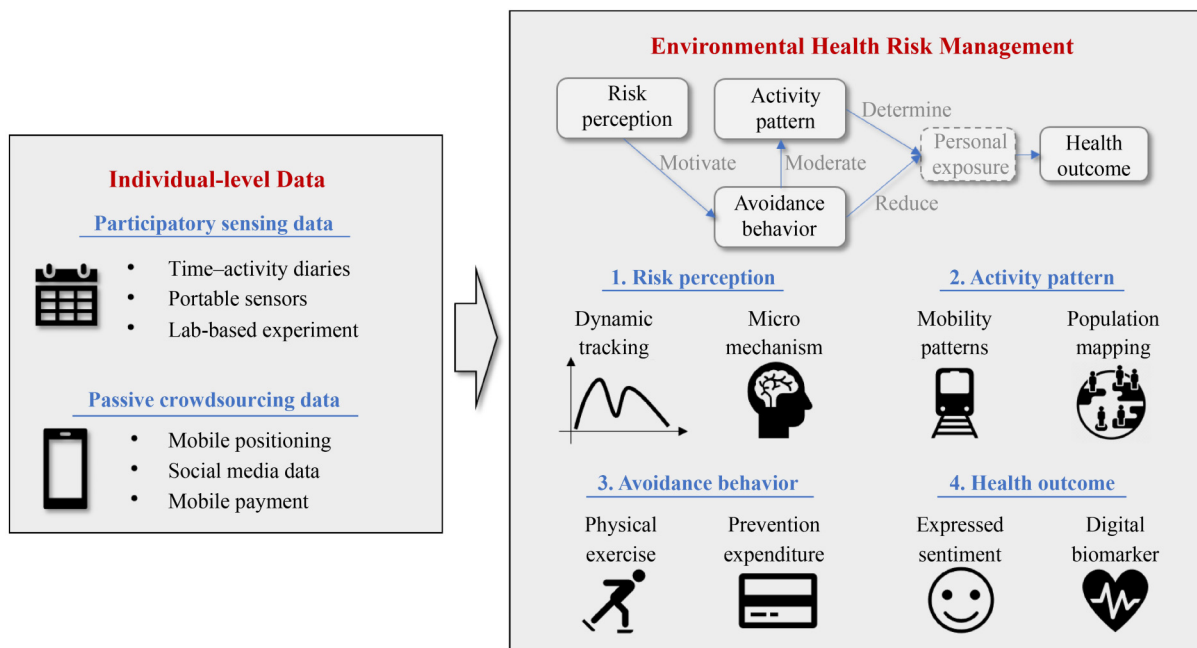 Individual-level Data
Participatory sensing data
• Time–activity diaries
• Portable sensors
• Lab-based experiment
Passive crowdsourcing data
• Mobile positioning
• Social media data
• Mobile payment
Environmental Health Risk Management
Risk
perception
Activity
pattern
Determine
Personal
exposure
Health
outcome
Motivate
Moderate
Avoidance
behavior
Reduce
1. Risk perception
Dynamic
tracking
Micro
mechanism
2. Activity pattern
Mobility
patterns
Population
mapping
3. Avoidance behavior
Physical
exercise
Prevention
expenditure
4. Health outcome
Expressed
sentiment
Digital
biomarker